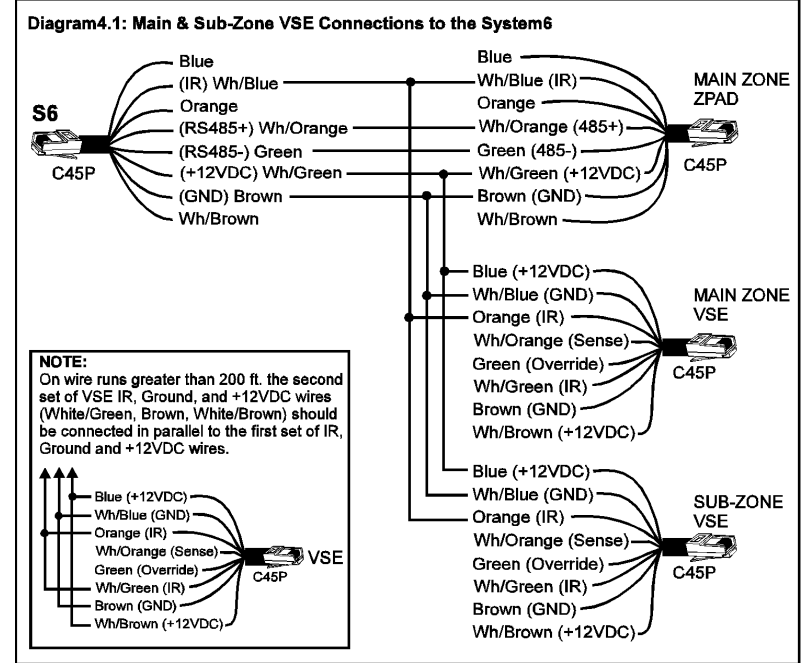 Diagram4.1: Main & Sub-Zone VSE Connections to the System6
S6
C45P
Blue
(IR) Wh/Blue
Orange
(RS485+) Wh/Orange
(RS485-) Green
(+12VDC) Wh/Green
(GND) Brown
Wh/Brown
Blue
Wh/Blue (IR)
Orange
Wh/Orange (485+)
Green (485-)
Wh/Green (+12VDC)
Brown (GND)
Wh/Brown
MAIN ZONE
ZPAD
C45P
Blue (+12VDC)
Wh/Blue (GND)
Orange (IR)
Wh/Orange (Sense)
Green (Override)
Wh/Green (IR)
Brown (GND)
Wh/Brown (+12VDC)
MAIN ZONE
VSE
C45P
Blue (+12VDC)
Wh/Blue (GND)
Orange (IR)
Wh/Orange (Sense)
Green (Override)
Wh/Green (IR)
Brown (GND)
Wh/Brown (+12VDC)
SUB-ZONE
VSE
C45P
NOTE:
On wire runs greater than 200 ft. the second
set of VSE IR, Ground, and +12VDC wires
(White/Green, Brown, White/Brown) should
be connected in parallel to the first set of IR,
Ground and +12VDC wires.
Blue (+12VDC)
Wh/Blue (GND)
Orange (IR)
Wh/Orange (Sense)
Green (Override)
Wh/Green (IR)
Brown (GND)
Wh/Brown (+12VDC)
VSE
C45P